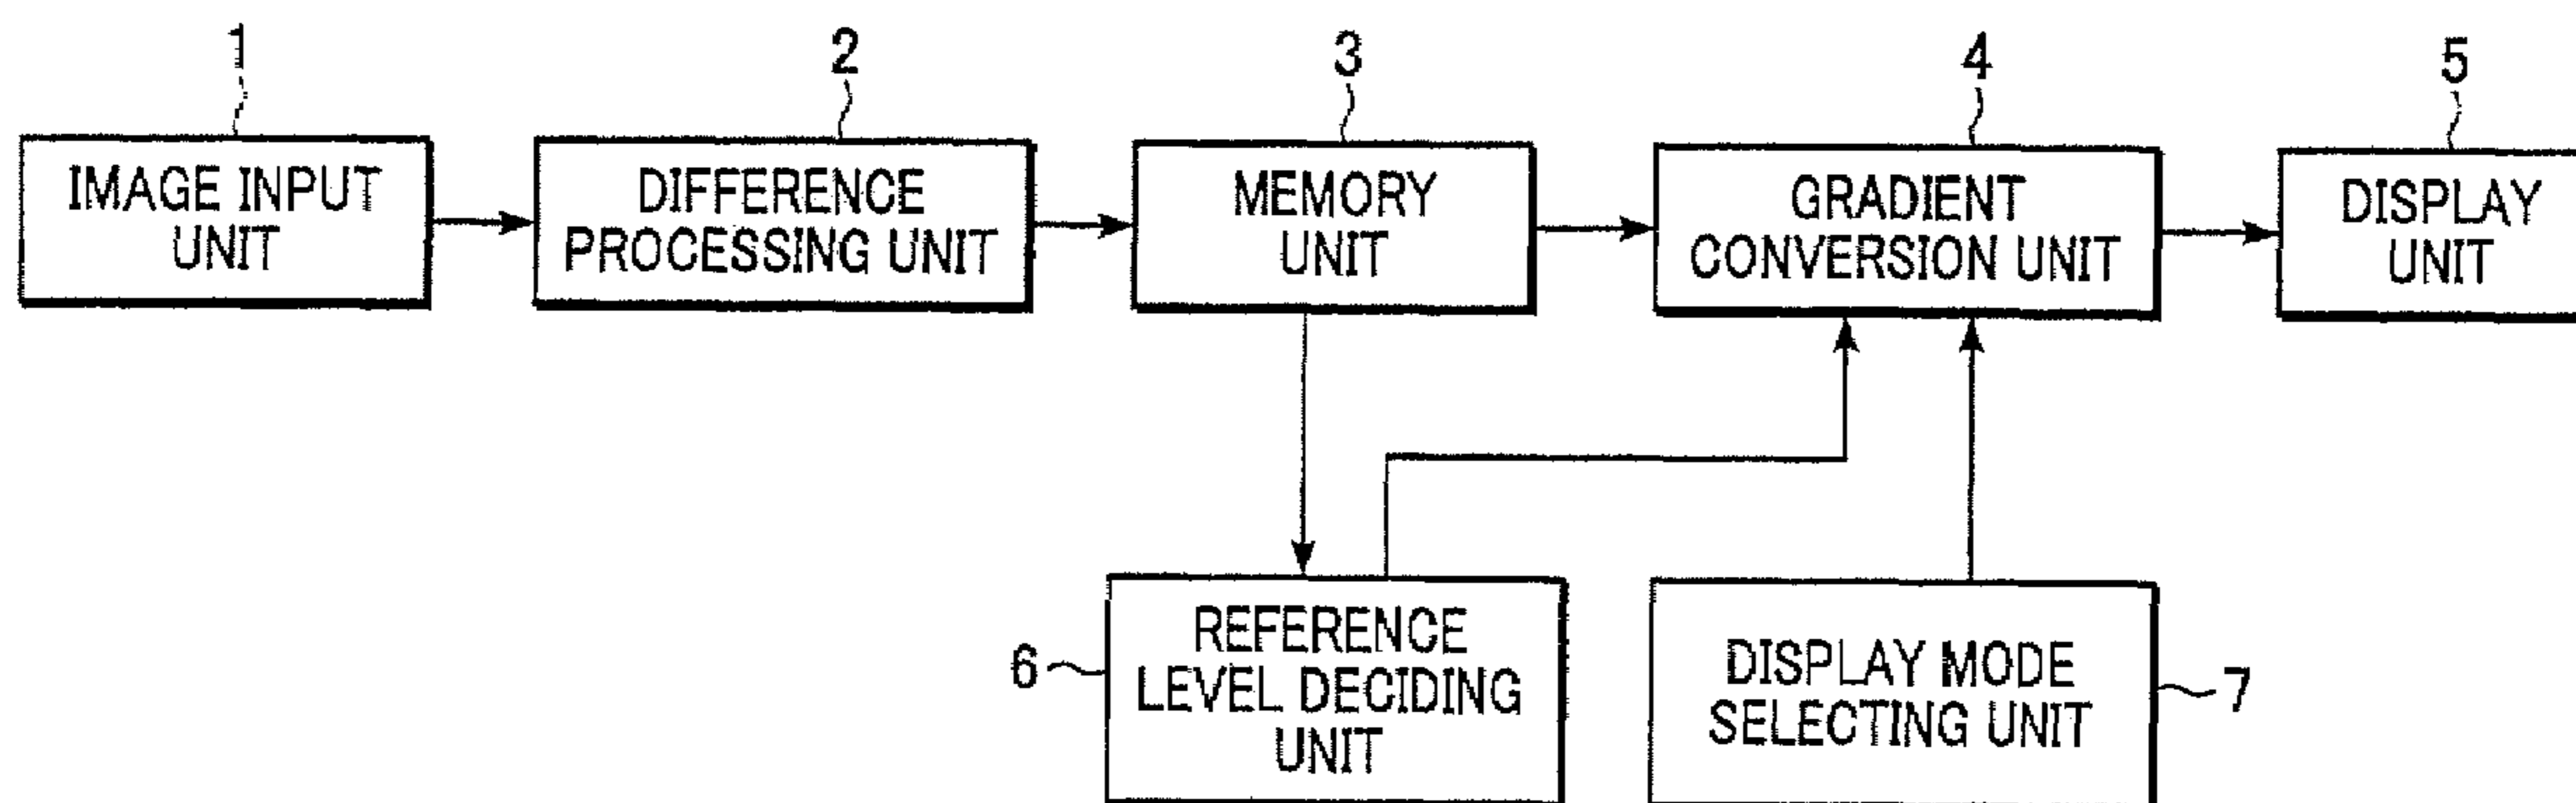 1
2
3
4
5
IMAGE INPUT
UNIT
DIFFERENCE
PROCESSING UNIT
MEMORY
UNIT
GRADIENT
CONVERSION UNIT
DISPLAY
UNIT
6
REFERENCE
LEVEL DECIDING
UNIT
DISPLAY MODE
SELECTING UNIT
7